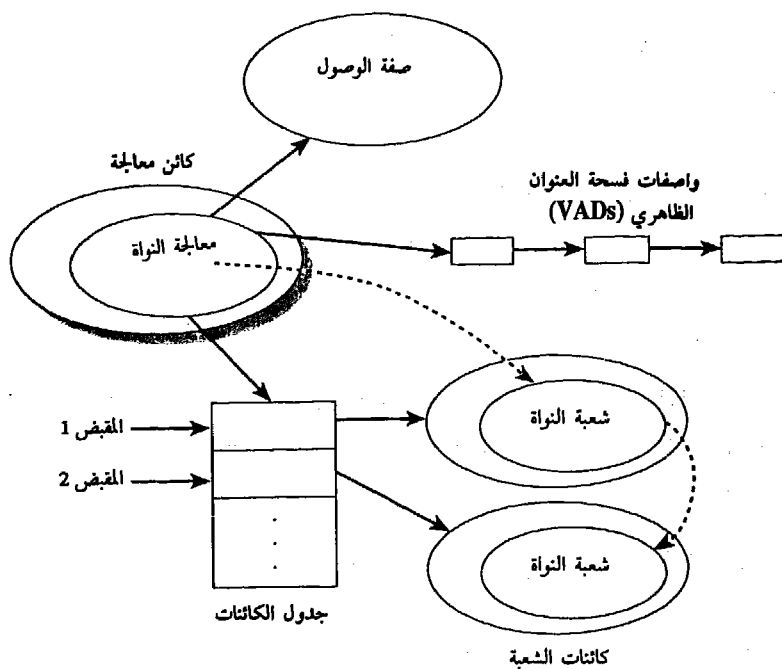 صفة الوصول
كائن معالجة
واصفات فسحة العنوان
الظاهري (VADs)
معالجة النواة
شعبة النواة
المقبض 1
المقبض 2
شعبة النواة
جدول الكائنات
كائنات الشعبة